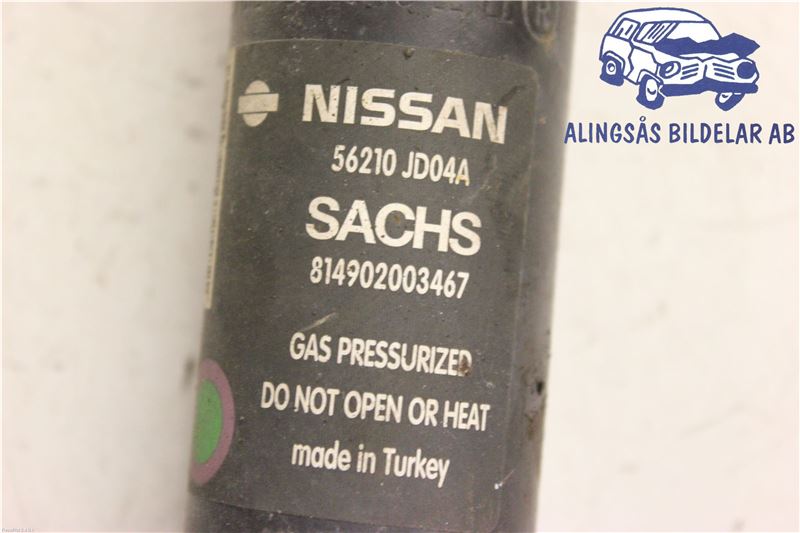 ALINGSÅS BILDELAR AB
NISSAN
56210 JD04A
SACHS
814902003467
GAS PRESSURIZED
DO NOT OPEN OR HEAT
made in Turkey